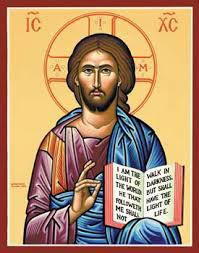 IC XC
I
A M
I AM THE
LIGHT OF
THE WORLD
HE THAT
FOLLOWETH
ME SHALL
NOT
WALK IN
DARKNESS,
BUT SHALL
HAVE THE
LIGHT OF
LIFE.